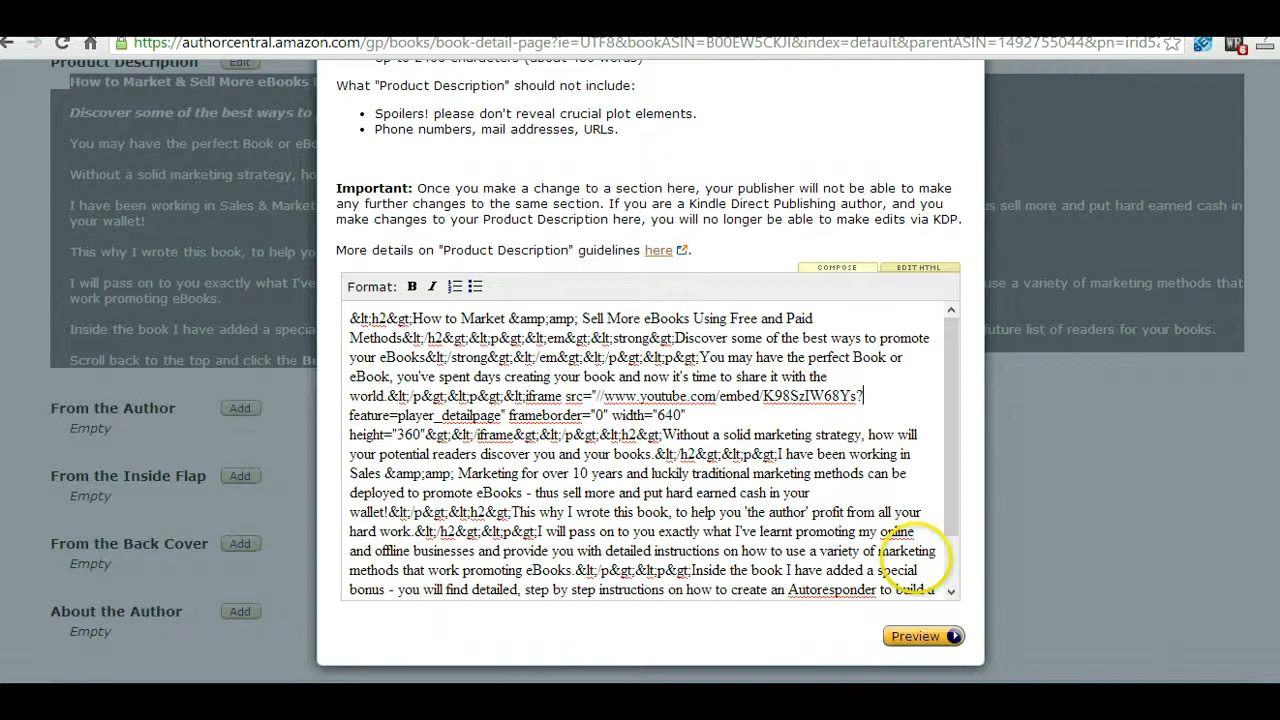 https://authorcentral.amazon.com/gp/books/book-detail-page?ie=UTF8&bookASIN=B00EW5CKJI&index=default&parentASIN=1492755044&pn=irid52
Product Description Edit
How to Market & Sell More eBooks
Discover some of the best ways to
You may have the perfect Book or eBo
Without a solid marketing strategy, ho
I have been working in Sales & Market
us sell more and put hard earned cash in
your wallet!
This why I wrote this book, to help you
I will pass on to you exactly what I've
use a variety of marketing methods that
work promoting eBooks.
Inside the book I have added a specia
future list of readers for your books.
Scroll back to the top and click the Bu
From the Author Add
Empty
From the Inside Flap Add
Empty
From the Back Cover Add
Empty
About the Author Add
Empty
What "Product Description" should not include:
• Spoilers! please don't reveal crucial plot elements.
• Phone numbers, mail addresses, URLs.
Important: Once you make a change to a section here, your publisher will not be able to make
any further changes to the same section. If you are a Kindle Direct Publishing author, and you
make changes to your Product Description here, you will no longer be able to make edits via KDP.
More details on "Product Description" guidelines here.
COMPOSE EDIT HTML
Format: B I
&lt;h2&gt;How to Market &amp;amp; Sell More eBooks Using Free and Paid
Methods&lt;/h2&gt;&lt;p&gt;&lt;em&gt;&lt;strong&gt;Discover some of the best ways to promote
your eBooks&lt;/strong&gt;&lt;/em&gt;&lt;/p&gt;&lt;p&gt;You may have the perfect Book or
eBook, you've spent days creating your book and now it's time to share it with the
world.&lt;/p&gt;&lt;p&gt;&lt;iframe src="//www.youtube.com/embed/K98SzIW68Ys?
feature=player_detailpage" frameborder="0" width="640"
height="360"&gt;&lt;/iframe&gt;&lt;/p&gt;&lt;h2&gt;Without a solid marketing strategy, how will
your potential readers discover you and your books.&lt;/h2&gt;&lt;p&gt;I have been working in
Sales &amp;amp; Marketing for over 10 years and luckily traditional marketing methods can be
deployed to promote eBooks - thus sell more and put hard earned cash in your
wallet!&lt;/p&gt;&lt;h2&gt;This why I wrote this book, to help you 'the author' profit from all your
hard work.&lt;/h2&gt;&lt;p&gt;I will pass on to you exactly what I've learnt promoting my online
and offline businesses and provide you with detailed instructions on how to use a variety of marketing
methods that work promoting eBooks.&lt;/p&gt;&lt;p&gt;Inside the book I have added a special
bonus - you will find detailed, step by step instructions on how to create an Autoresponder to build a
Preview